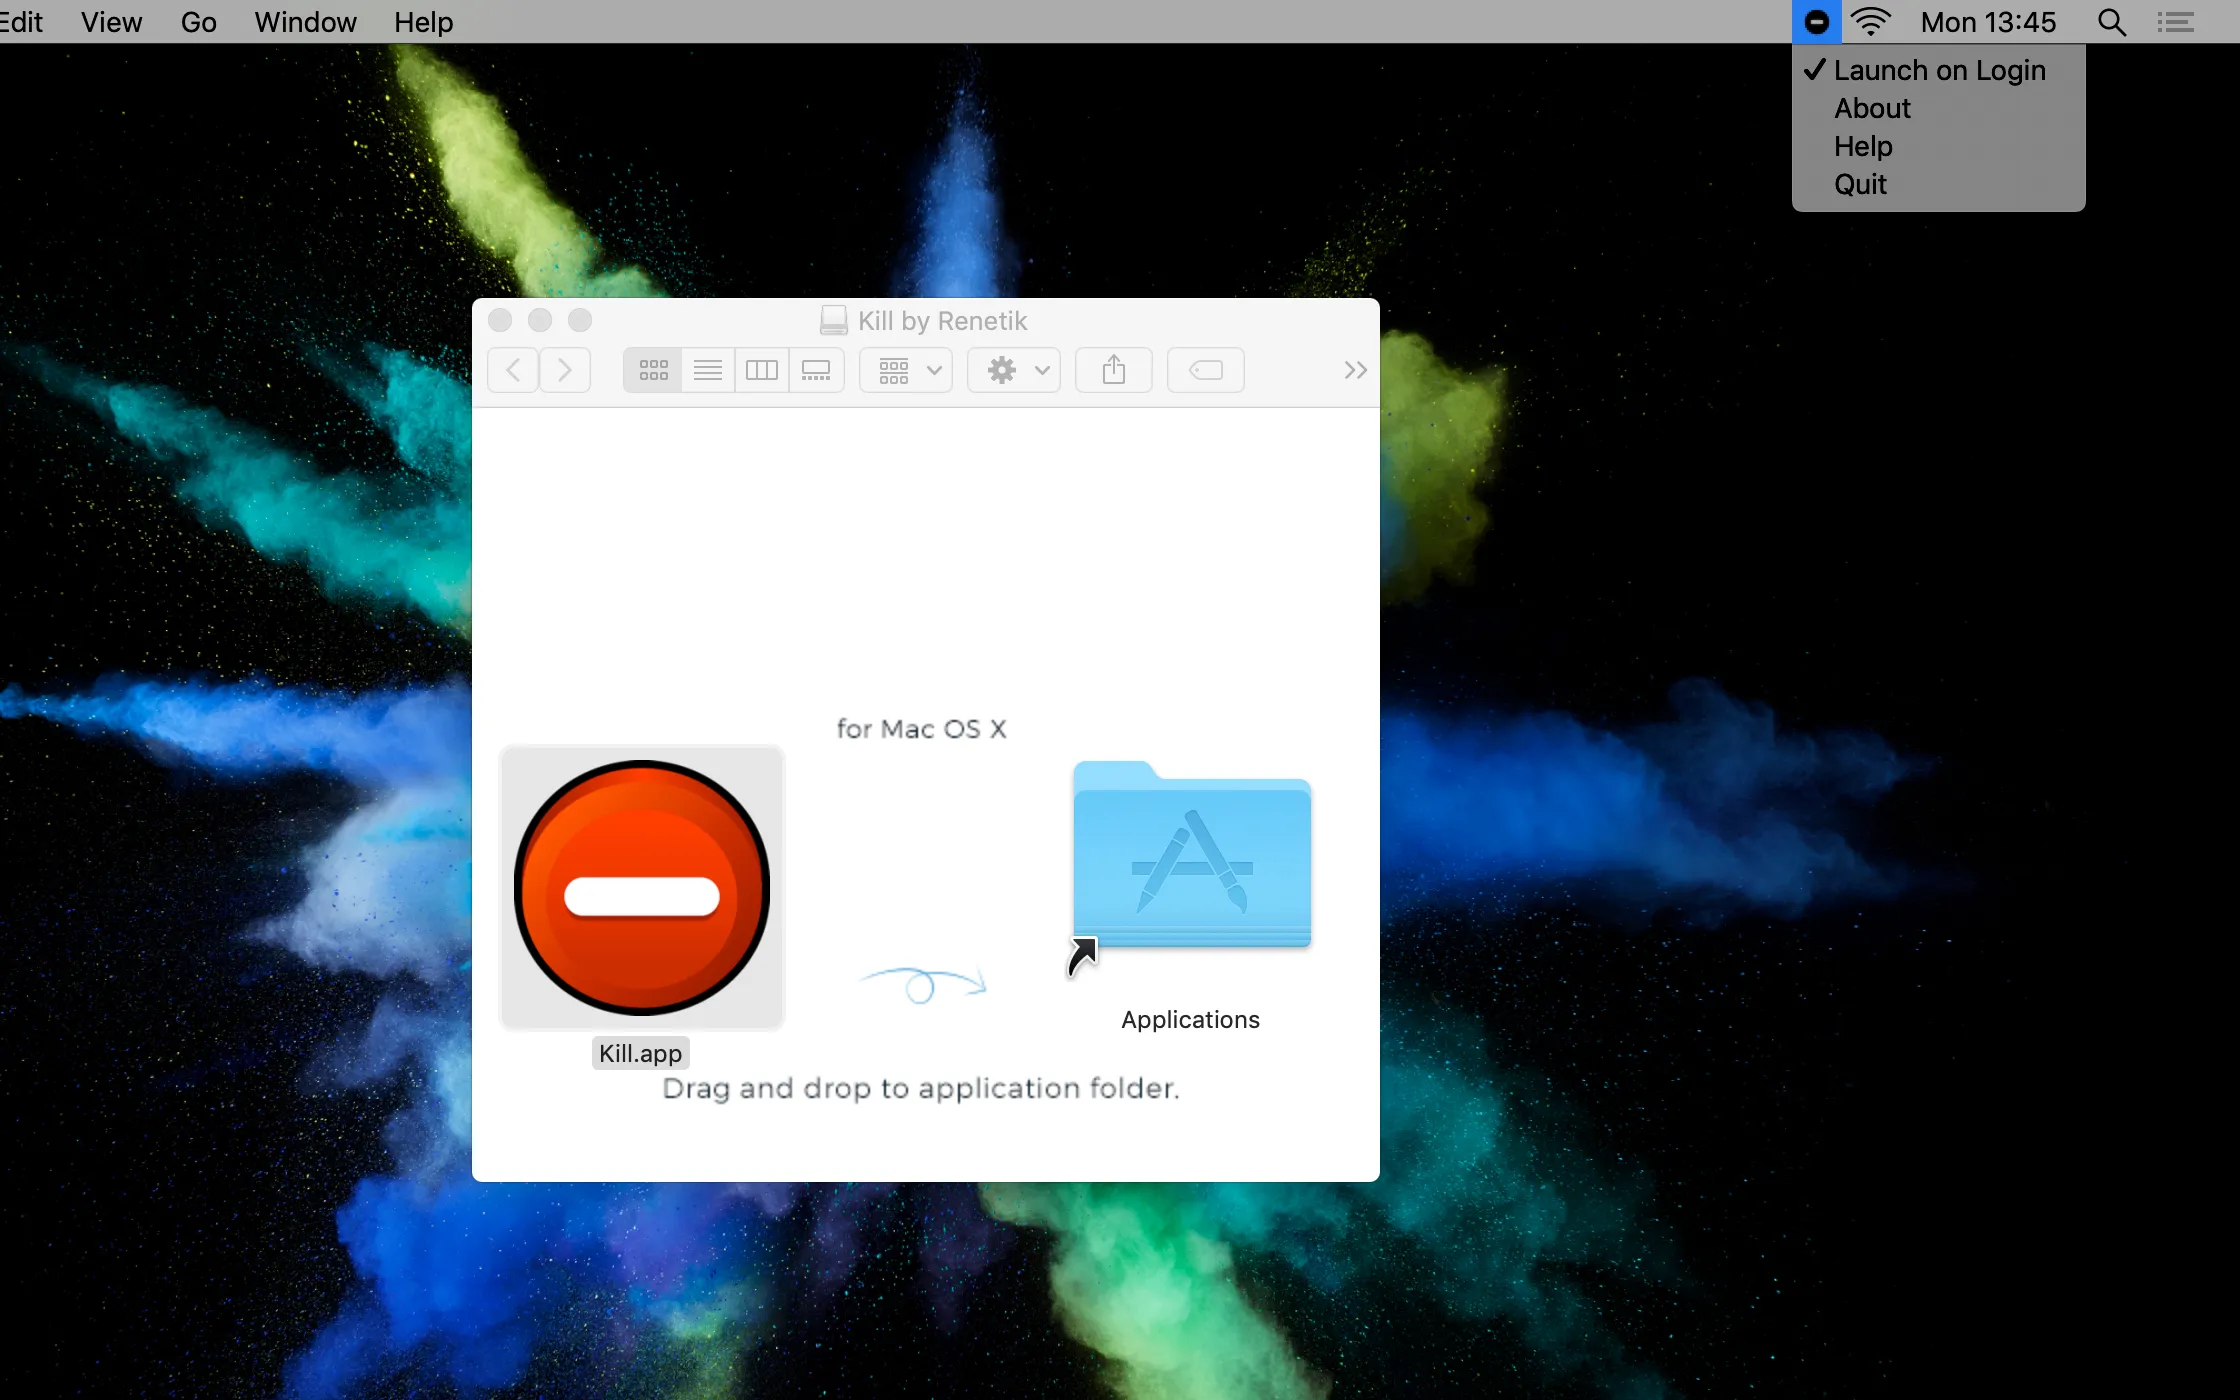 Edit View Go Window Help Mon 13:45
Launch on Login
About
Help
Quit
Kill by Renetik
for Mac OS X
Applications
Kill.app
Drag and drop to application folder.